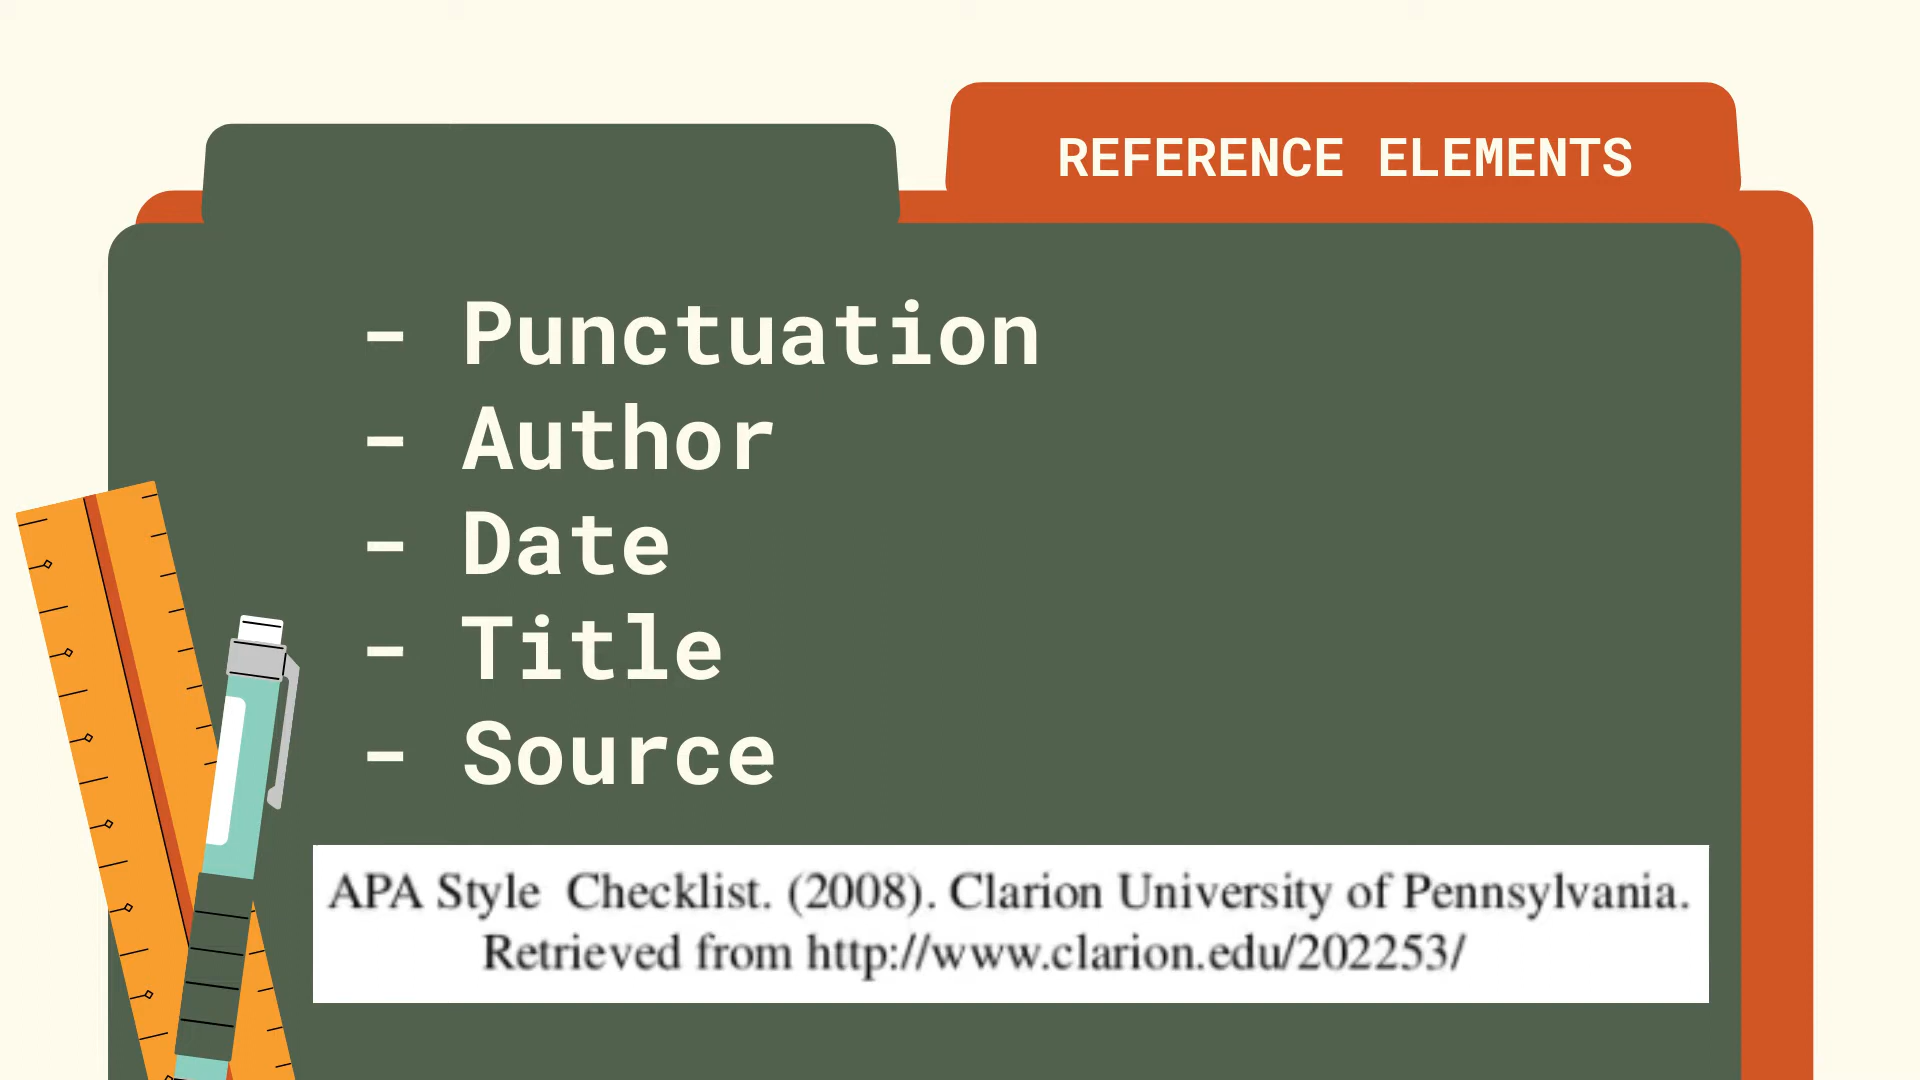 REFERENCE ELEMENTS
- Punctuation
- Author
- Date
- Title
- Source
APA Style  Checklist. (2008). Clarion University of Pennsylvania.
Retrieved from http://www.clarion.edu/202253/